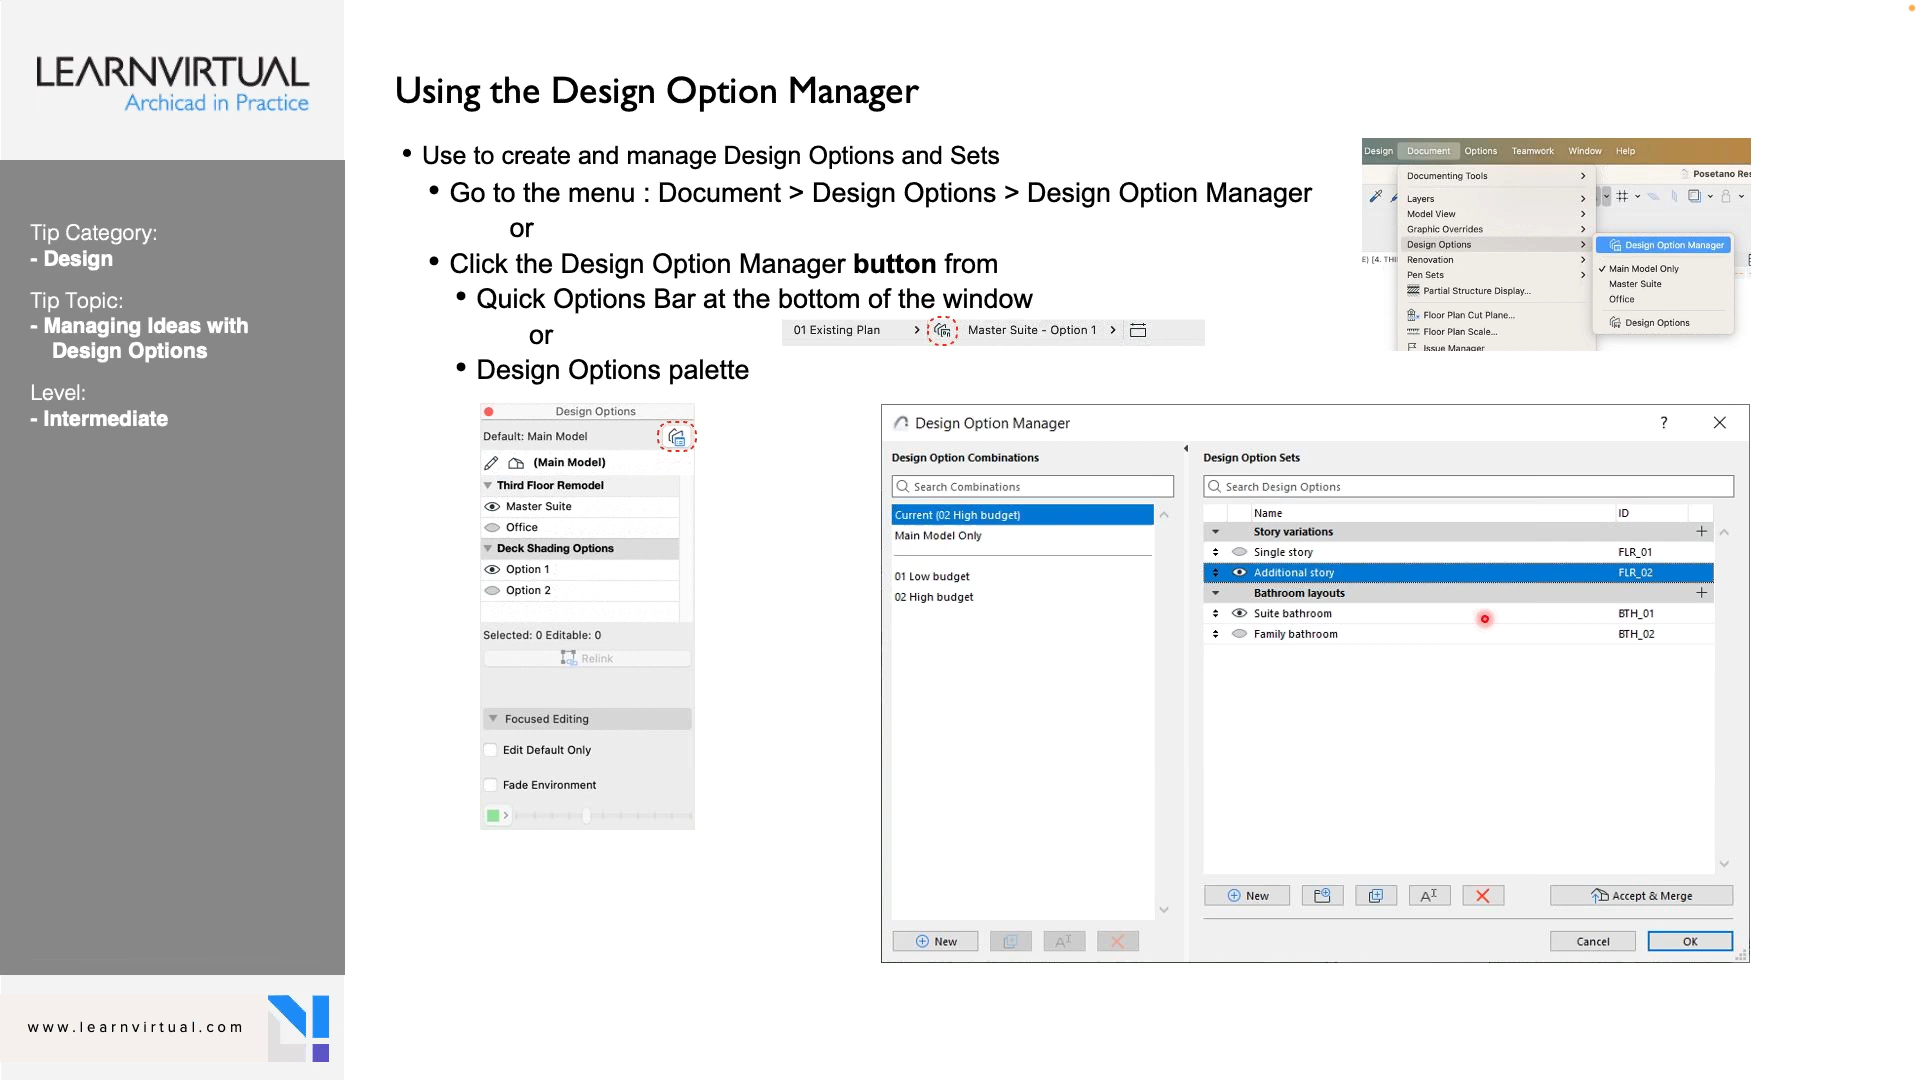 LEARNVIRTUAL
Archicad in Practice
Tip Category:
- Design
Tip Topic:
- Managing Ideas with
Design Options
Level:
- Intermediate
www.learnvirtual.com
Using the Design Option Manager
• Use to create and manage Design Options and Sets
• Go to the menu : Document > Design Options > Design Option Manager
or
• Click the Design Option Manager button from
• Quick Options Bar at the bottom of the window
or
01 Existing Plan > Master Suite - Option 1 >
• Design Options palette
Design Document Options Teamwork Window Help
Posetano Res
Documenting Tools
Layers
Model View
Graphic Overrides
Design Options
Renovation
Pen Sets
Partial Structure Display...
Floor Plan Cut Plane...
Floor Plan Scale...
Issue Manager
E) [4. THI
Design Option Manager
Main Model Only
Master Suite
Office
Design Options
Design Options
Default: Main Model
(Main Model)
Third Floor Remodel
Master Suite
Office
Deck Shading Options
Option 1
Option 2
Selected: 0 Editable: 0
Relink
Focused Editing
Edit Default Only
Fade Environment
Design Option Manager ?
Design Option Combinations
Search Combinations
Current (02 High budget)
Main Model Only
01 Low budget
02 High budget
New
Design Option Sets
Search Design Options
Name ID
Story variations
Single story FLR_01
Additional story FLR_02
Bathroom layouts
Suite bathroom BTH_01
Family bathroom BTH_02
New
Accept & Merge
Cancel OK